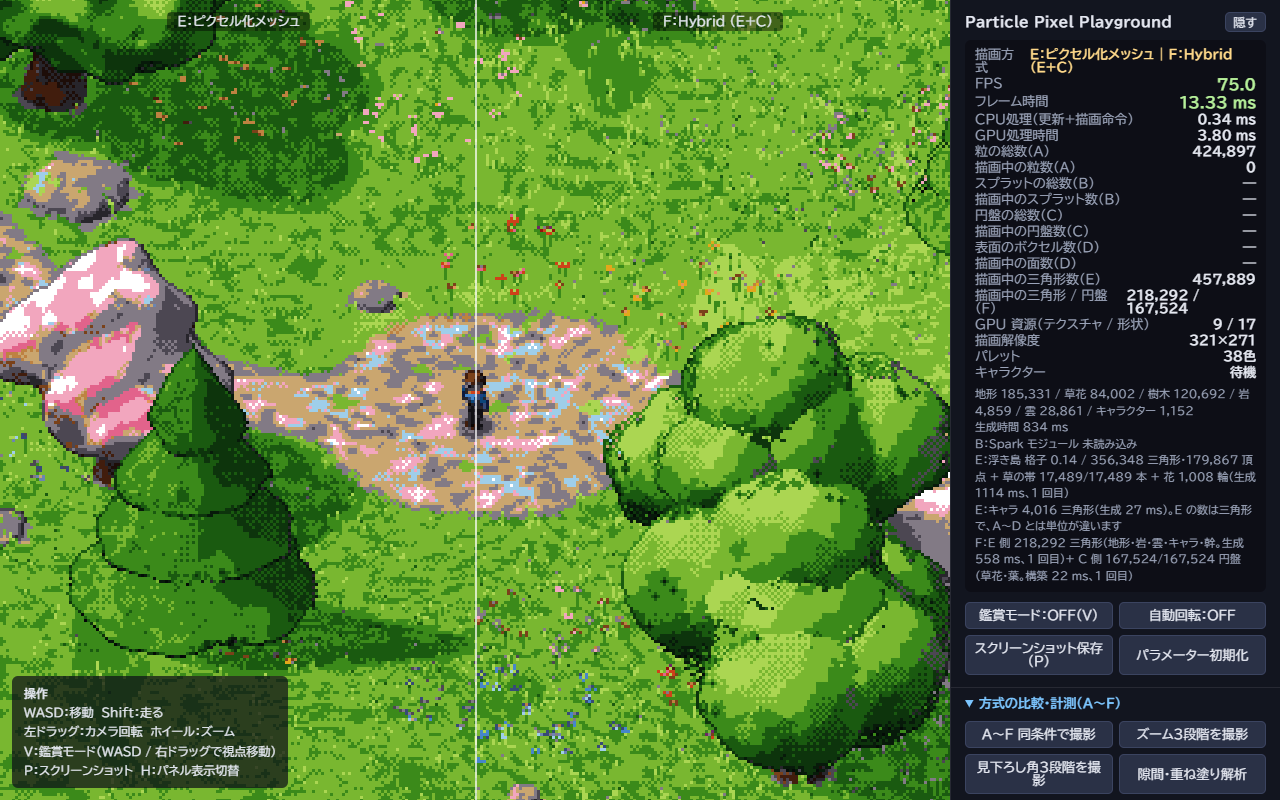 E:ピクセル化メッシュ
F:Hybrid (E+C)
操作
WASD:移動 Shift:走る
左ドラッグ:カメラ回転 ホイール:ズーム
V:鑑賞モード(WASD / 右ドラッグで視点移動)
P:スクリーンショット H:パネル表示切替
Particle Pixel Playground
隠す
描画方式 E:ピクセル化メッシュ | F:Hybrid (E+C)
FPS 75.0
フレーム時間 13.33 ms
CPU処理(更新+描画命令) 0.34 ms
GPU処理時間 3.80 ms
粒の総数(A) 424,897
描画中の粒数(A) 0
スプラットの総数(B) —
描画中のスプラット数(B) —
円盤の総数(C) —
描画中の円盤数(C) —
表面のボクセル数(D) —
描画中の面数(D) —
描画中の三角形数(E) 457,889
描画中の三角形 / 円盤(F) 218,292 / 167,524
GPU 資源(テクスチャ / 形状) 9 / 17
描画解像度 321×271
パレット 38色
キャラクター 待機
地形 185,331 / 草花 84,002 / 樹木 120,692 / 岩
4,859 / 雲 28,861 / キャラクター 1,152
生成時間 834 ms
B:Spark モジュール 未読み込み
E:浮き島 格子 0.14 / 356,348 三角形・179,867 頂
点 + 草の帯 17,489/17,489 本 + 花 1,008 輪(生成
1114 ms、1 回目)
E:キャラ 4,016 三角形(生成 27 ms)。E の数は三角形
で、A〜D とは単位が違います
F:E 側 218,292 三角形(地形・岩・雲・キャラ・幹。生成
558 ms、1 回目)+ C 側 167,524/167,524 円盤
(草花・葉。構築 22 ms、1 回目)
鑑賞モード:OFF(V)
自動回転:OFF
スクリーンショット保存
(P)
パラメーター初期化
▼ 方式の比較・計測(A〜F)
A〜F 同条件で撮影
ズーム3段階を撮影
見下ろし角3段階を撮
影
隙間・重ね塗り解析